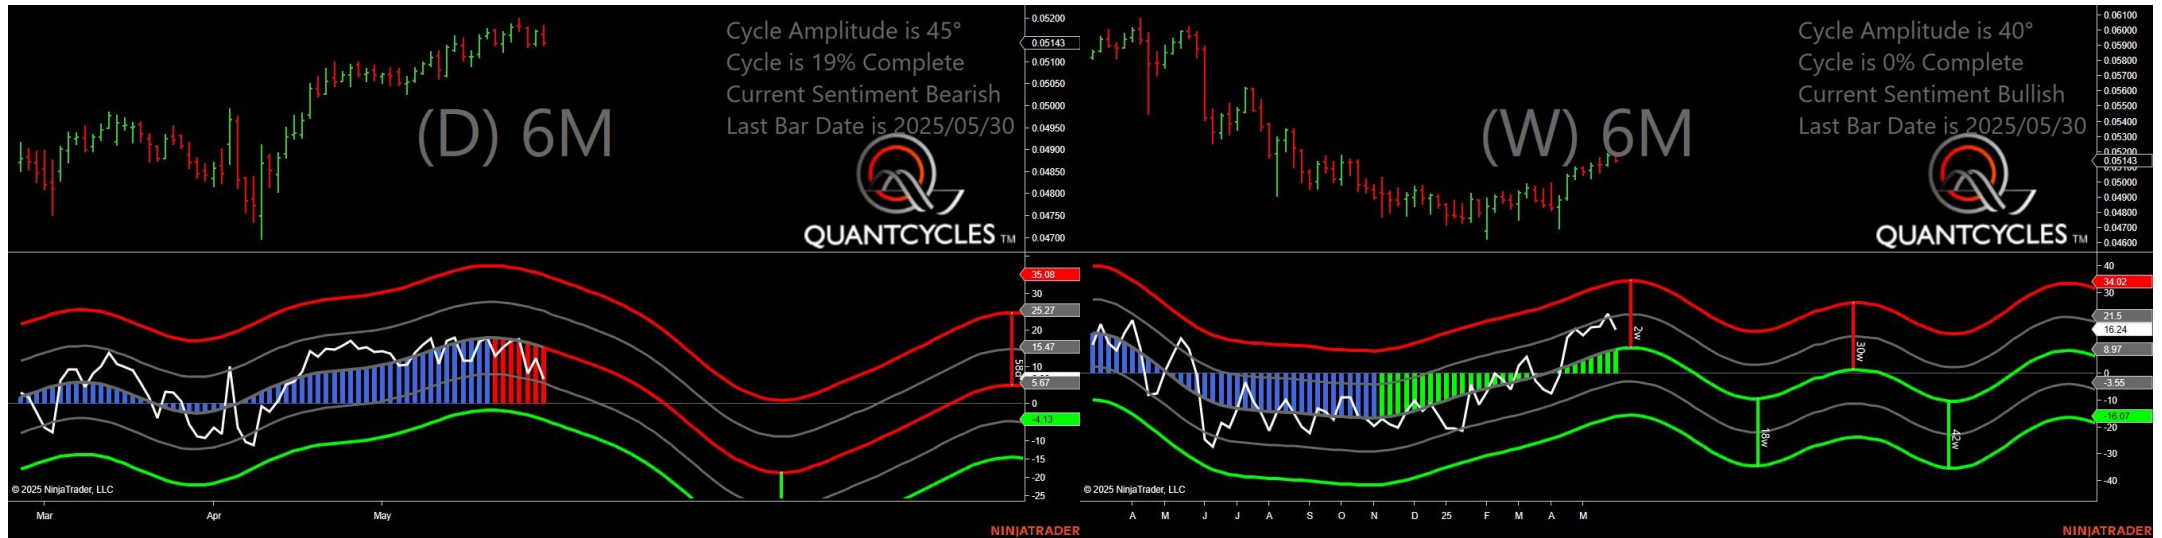 Cycle Amplitude is 45°
Cycle is 19% Complete
Current Sentiment Bearish
Last Bar Date is 2025/05/30
(D) 6M
QUANTCYCLES TM
0.05200
0.05143
0.05100
0.05050
0.05000
0.04950
0.04900
0.04850
0.04800
0.04750
0.04700
35.08
30
25.27
20
15.47
10
5.67
0
-4.13
-10
-15
-20
-25
58d
© 2025 NinjaTrader, LLC
Mar Apr May
NINJATRADER
Cycle Amplitude is 40°
Cycle is 0% Complete
Current Sentiment Bullish
Last Bar Date is 2025/05/30
(W) 6M
QUANTCYCLES TM
0.06100
0.06000
0.05900
0.05800
0.05700
0.05600
0.05500
0.05400
0.05300
0.05200
0.05143
0.05000
0.04900
0.04800
0.04700
0.04600
40
34.02
30
21.5
16.24
8.97
0
-3.55
-10
-16.07
-20
-30
-40
2w
30w
18w
42w
© 2025 NinjaTrader, LLC
A M J J A S O N D 25 F M A M
NINJATRADER